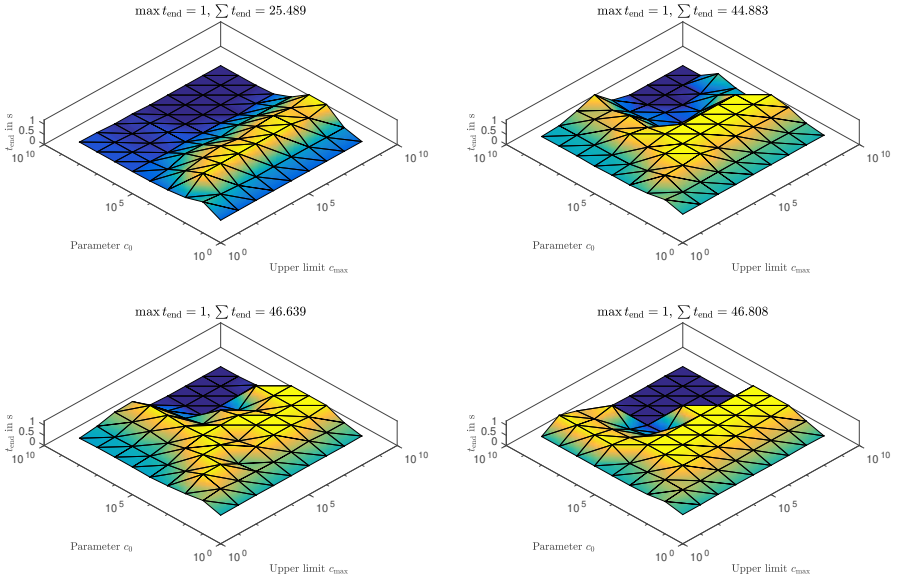 max t_end = 1, ∑ t_end = 25.489
t_end in s
1
0.5
0
10^10
10^5
10^0
Parameter c_0
10^0
10^5
10^10
Upper limit c_max
max t_end = 1, ∑ t_end = 44.883
t_end in s
1
0.5
0
10^10
10^5
10^0
Parameter c_0
10^0
10^5
10^10
Upper limit c_max
max t_end = 1, ∑ t_end = 46.639
t_end in s
1
0.5
0
10^10
10^5
10^0
Parameter c_0
10^0
10^5
10^10
Upper limit c_max
max t_end = 1, ∑ t_end = 46.808
t_end in s
1
0.5
0
10^10
10^5
10^0
Parameter c_0
10^0
10^5
10^10
Upper limit c_max